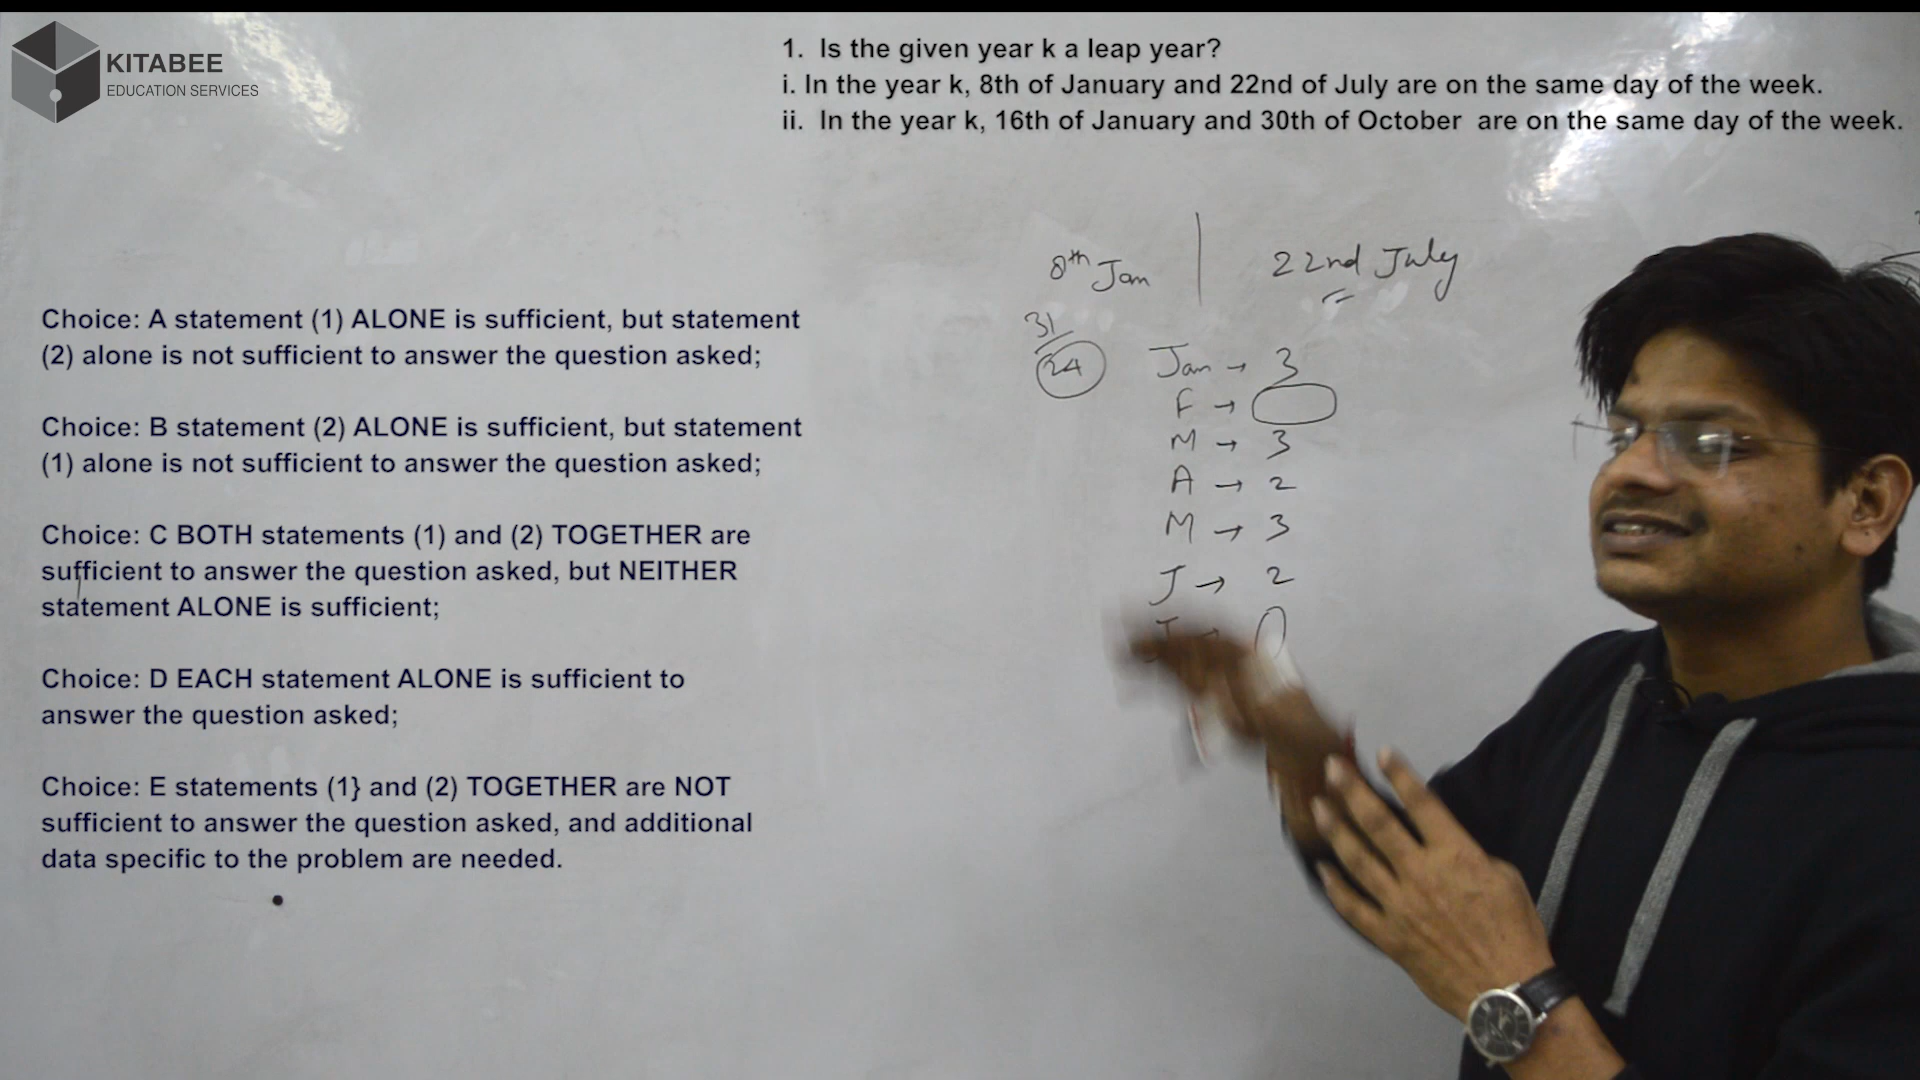 KITABEE
EDUCATION SERVICES
1. Is the given year k a leap year?
i. In the year k, 8th of January and 22nd of July are on the same day of the week.
ii. In the year k, 16th of January and 30th of October are on the same day of the week.
8th Jan | 22nd July
31
24
Jan → 3
F →
M → 3
A → 2
M → 3
J → 2
J →
Choice: A statement (1) ALONE is sufficient, but statement
(2) alone is not sufficient to answer the question asked;
Choice: B statement (2) ALONE is sufficient, but statement
(1) alone is not sufficient to answer the question asked;
Choice: C BOTH statements (1) and (2) TOGETHER are
sufficient to answer the question asked, but NEITHER
statement ALONE is sufficient;
Choice: D EACH statement ALONE is sufficient to
answer the question asked;
Choice: E statements (1} and (2) TOGETHER are NOT
sufficient to answer the question asked, and additional
data specific to the problem are needed.